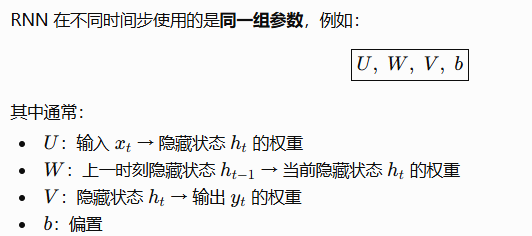 RNN 在不同时间步使用的是同一组参数，例如：
U, W, V, b
其中通常：
• U：输入 xₜ → 隐藏状态 hₜ 的权重
• W：上一时刻隐藏状态 hₜ₋₁ → 当前隐藏状态 hₜ 的权重
• V：隐藏状态 hₜ → 输出 yₜ 的权重
• b：偏置